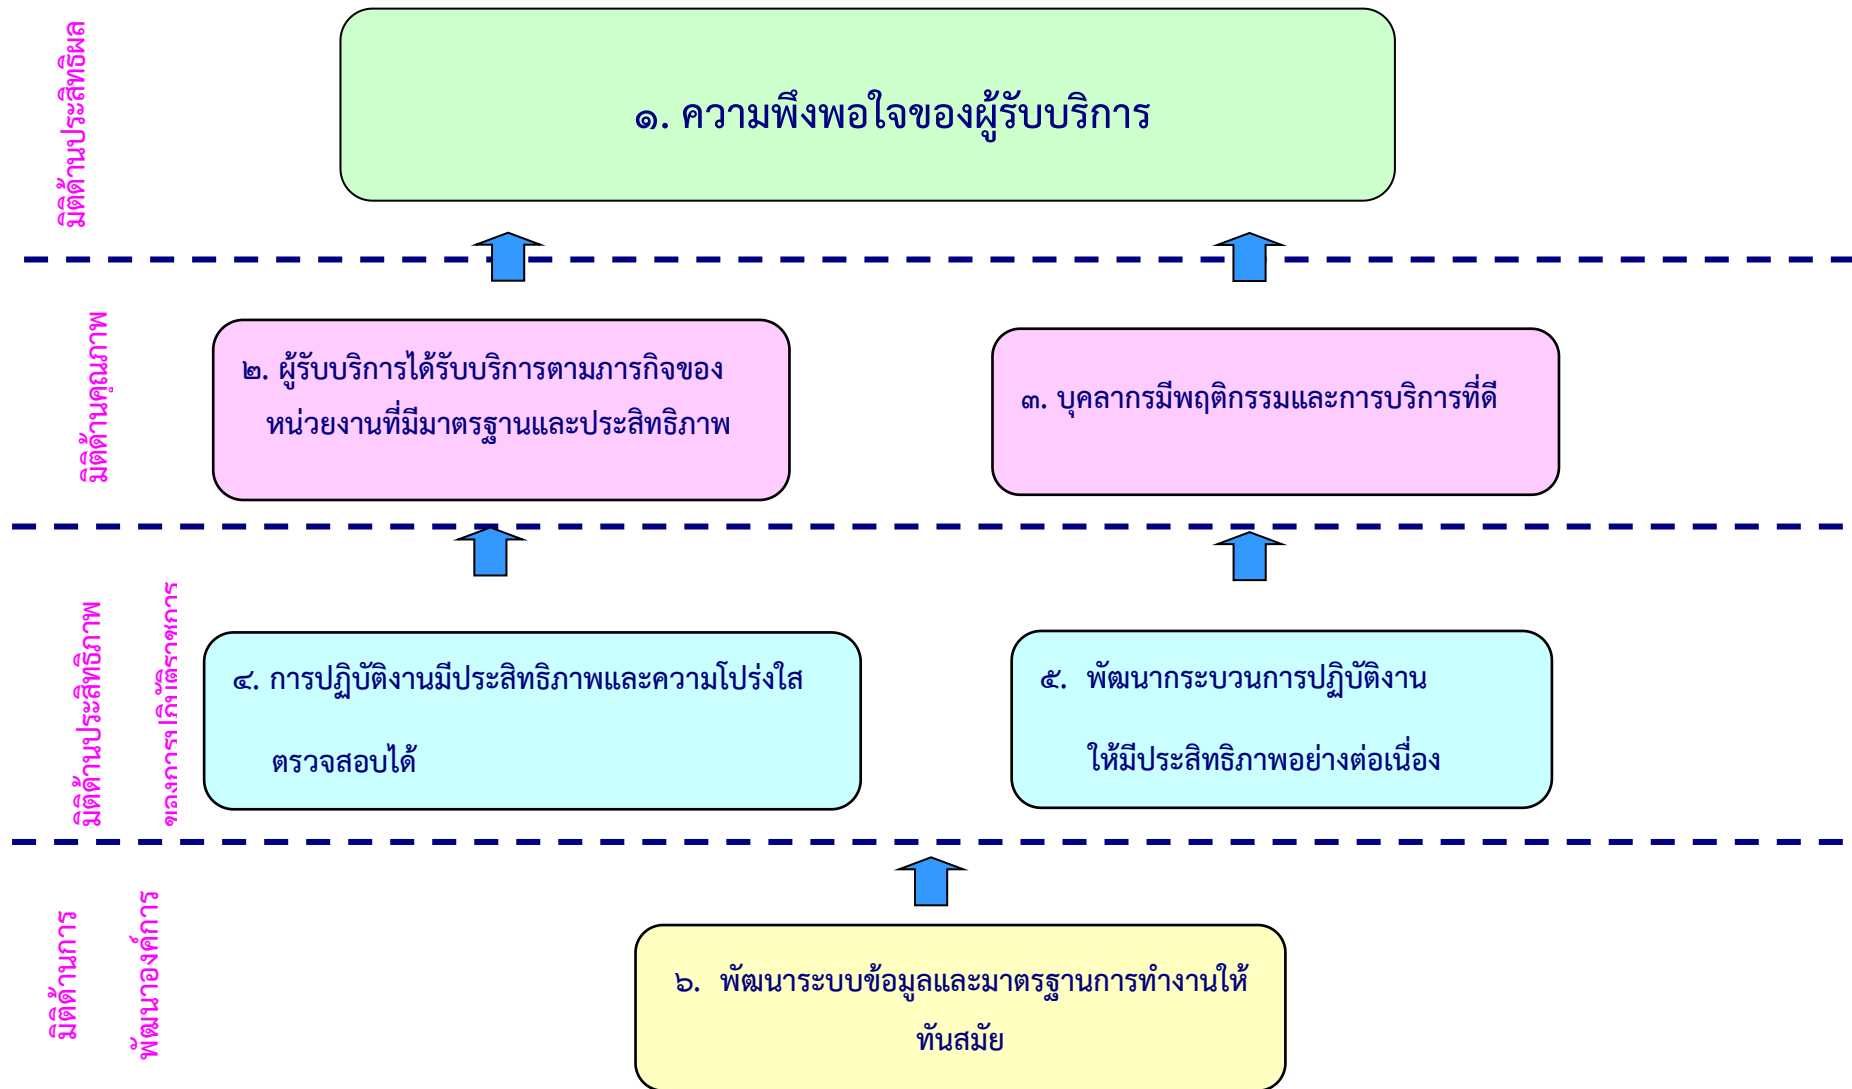 มิติด้านประสิทธิผล
๑. ความพึงพอใจของผู้รับบริการ
มิติด้านคุณภาพ
๒. ผู้รับบริการได้รับบริการตามภารกิจของ
หน่วยงานที่มีมาตรฐานและประสิทธิภาพ
๓. บุคลากรมีพฤติกรรมและการบริการที่ดี
มิติด้านประสิทธิภาพ
ของการปฏิบัติราชการ
๔. การปฏิบัติงานมีประสิทธิภาพและความโปร่งใส
ตรวจสอบได้
๕. พัฒนากระบวนการปฏิบัติงาน
ให้มีประสิทธิภาพอย่างต่อเนื่อง
มิติด้านการ
พัฒนาองค์การ
๖. พัฒนาระบบข้อมูลและมาตรฐานการทำงานให้
ทันสมัย